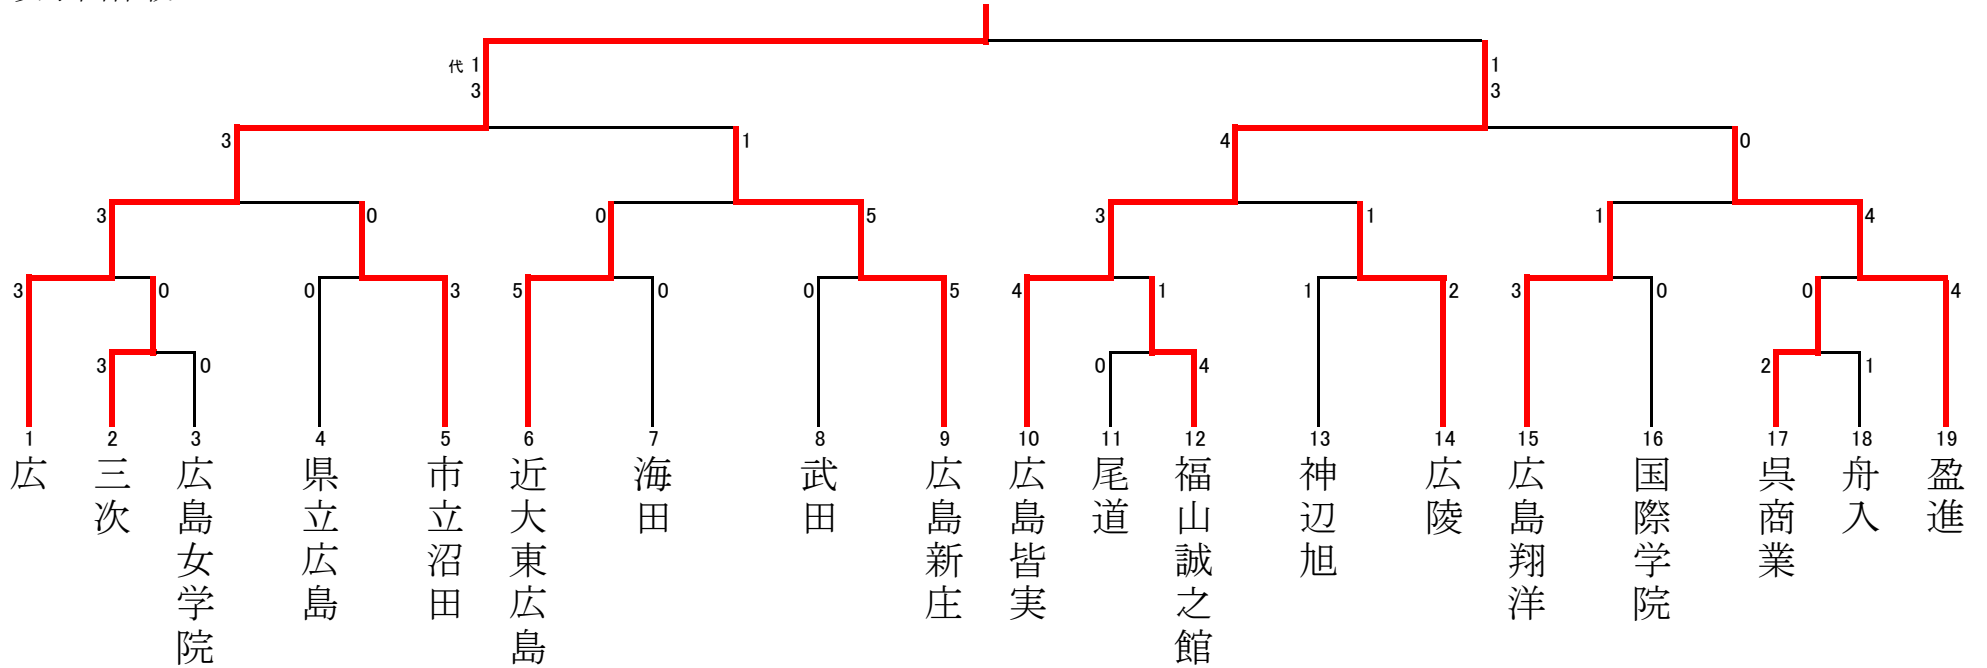 代 1 1
3 3
3 1 4 0
3 0 0 5 3 1 1 4
3 0 0 3 5 0 0 5 4 1 1 2 3 0 0 4
3 0 0 4 2 1
1 2 3 4 5 6 7 8 9 10 11 12 13 14 15 16 17 18 19
広
三次
広島女学院
県立広島
市立沼田
近大東広島
海田
武田
広島新庄
広島皆実
尾道
福山誠之館
神辺旭
広陵
広島翔洋
国際学院
呉商業
舟入
盈進